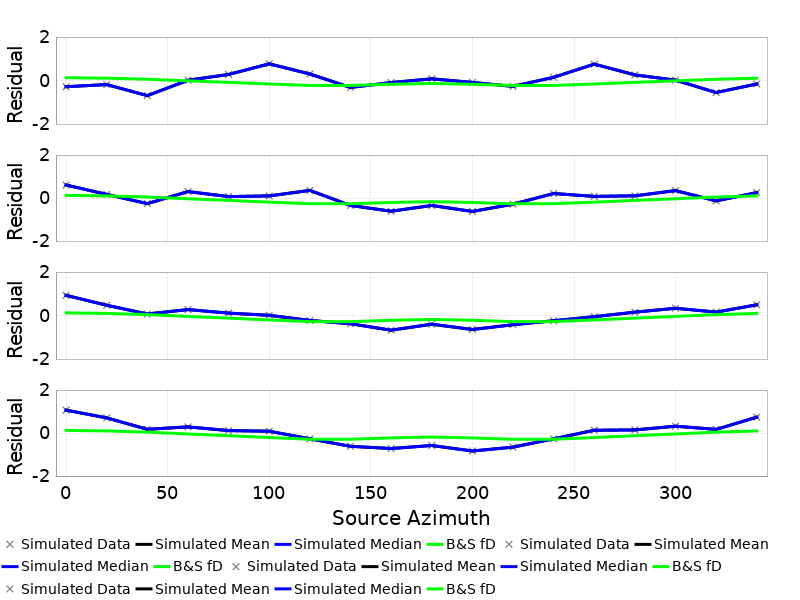 2
0
-2
Residual
2
0
-2
Residual
2
0
-2
Residual
2
0
-2
Residual
0 50 100 150 200 250 300
Source Azimuth
× Simulated Data Simulated Mean Simulated Median B&S fD × Simulated Data Simulated Mean
Simulated Median B&S fD × Simulated Data Simulated Mean Simulated Median B&S fD
× Simulated Data Simulated Mean Simulated Median B&S fD